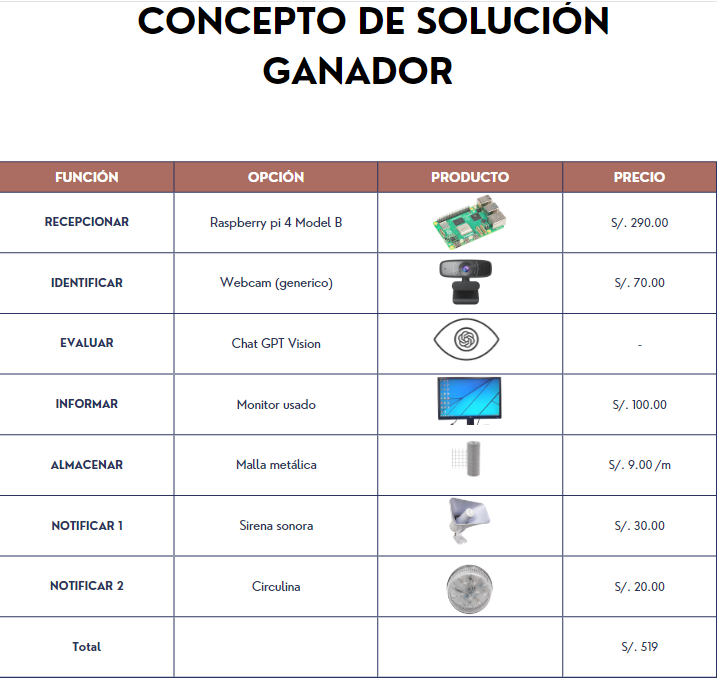 CONCEPTO DE SOLUCIÓN
GANADOR
FUNCIÓN OPCIÓN PRODUCTO PRECIO
RECEPCIONAR Raspberry pi 4 Model B S/. 290.00
IDENTIFICAR Webcam (generico) S/. 70.00
EVALUAR Chat GPT Vision -
INFORMAR Monitor usado S/. 100.00
ALMACENAR Malla metálica S/. 9.00 /m
NOTIFICAR 1 Sirena sonora S/. 30.00
NOTIFICAR 2 Circulina S/. 20.00
Total S/. 519